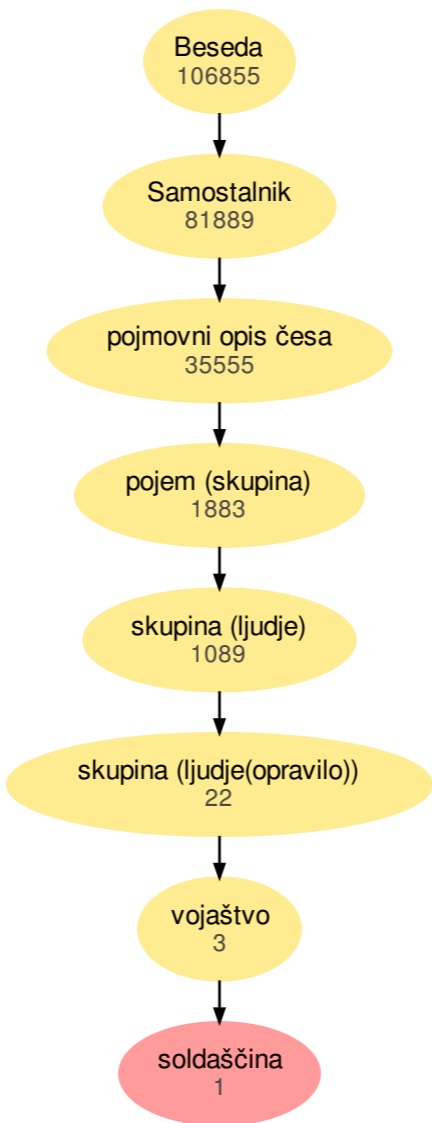 Beseda
106855
Samostalnik
81889
pojmovni opis česa
35555
pojem (skupina)
1883
skupina (ljudje)
1089
skupina (ljudje(opravilo))
22
vojaštvo
3
soldaščina
1